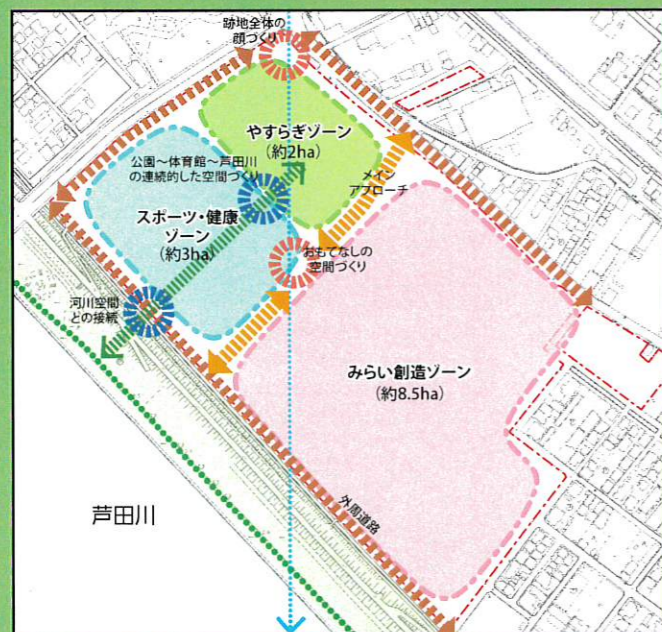 跡地全体の
顔づくり
やすらぎゾーン
(約2ha)
公園～体育館～芦田川
の連続的した空間づくり
メイン
アプローチ
スポーツ・健康
ゾーン
(約3ha)
おもてなしの
空間づくり
河川空間
との接続
みらい創造ゾーン
(約8.5ha)
外周道路
芦田川